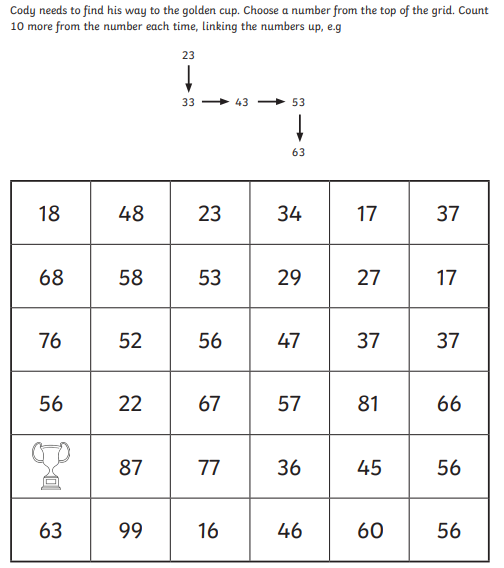 Cody needs to find his way to the golden cup. Choose a number from the top of the grid. Count
10 more from the number each time, linking the numbers up, e.g
23
33 43 53
63
18 48 23 34 17 37
68 58 53 29 27 17
76 52 56 47 37 37
56 22 67 57 81 66
87 77 36 45 56
63 99 16 46 60 56